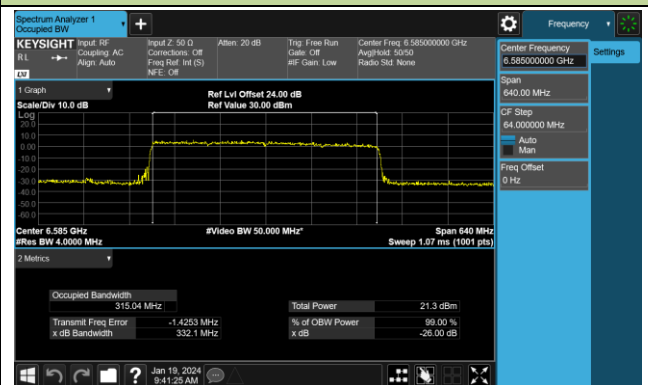 Spectrum Analyzer 1
Occupied BW
Frequency
KEYSIGHT
Input: RF
Coupling: AC
Align: Auto
Input Z: 50 Ω
Corrections: Off
Freq Ref: Int (S)
NFE: Off
Atten: 20 dB
Trig: Free Run
Gate: Off
#IF Gain: Low
Center Freq: 6.585000000 GHz
Avg|Hold: 50/50
Radio Std: None
RL
1 Graph
Ref Lvl Offset 24.00 dB
Scale/Div 10.0 dB
Ref Value 30.00 dBm
Log
20.0
10.0
0.00
-10.0
-20.0
-30.0
-40.0
-50.0
-60.0
Center 6.585 GHz
#Video BW 50.000 MHz*
Span 640 MHz
#Res BW 4.0000 MHz
Sweep 1.07 ms (1001 pts)
2 Metrics
Occupied Bandwidth
315.04 MHz
Total Power
21.3 dBm
Transmit Freq Error
-1.4253 MHz
% of OBW Power
99.00 %
x dB Bandwidth
332.1 MHz
x dB
-26.00 dB
Jan 19, 2024
9:41:25 AM
Center Frequency
6.585000000 GHz
Settings
Span
640.00 MHz
CF Step
64.000000 MHz
Auto
Man
Freq Offset
0 Hz